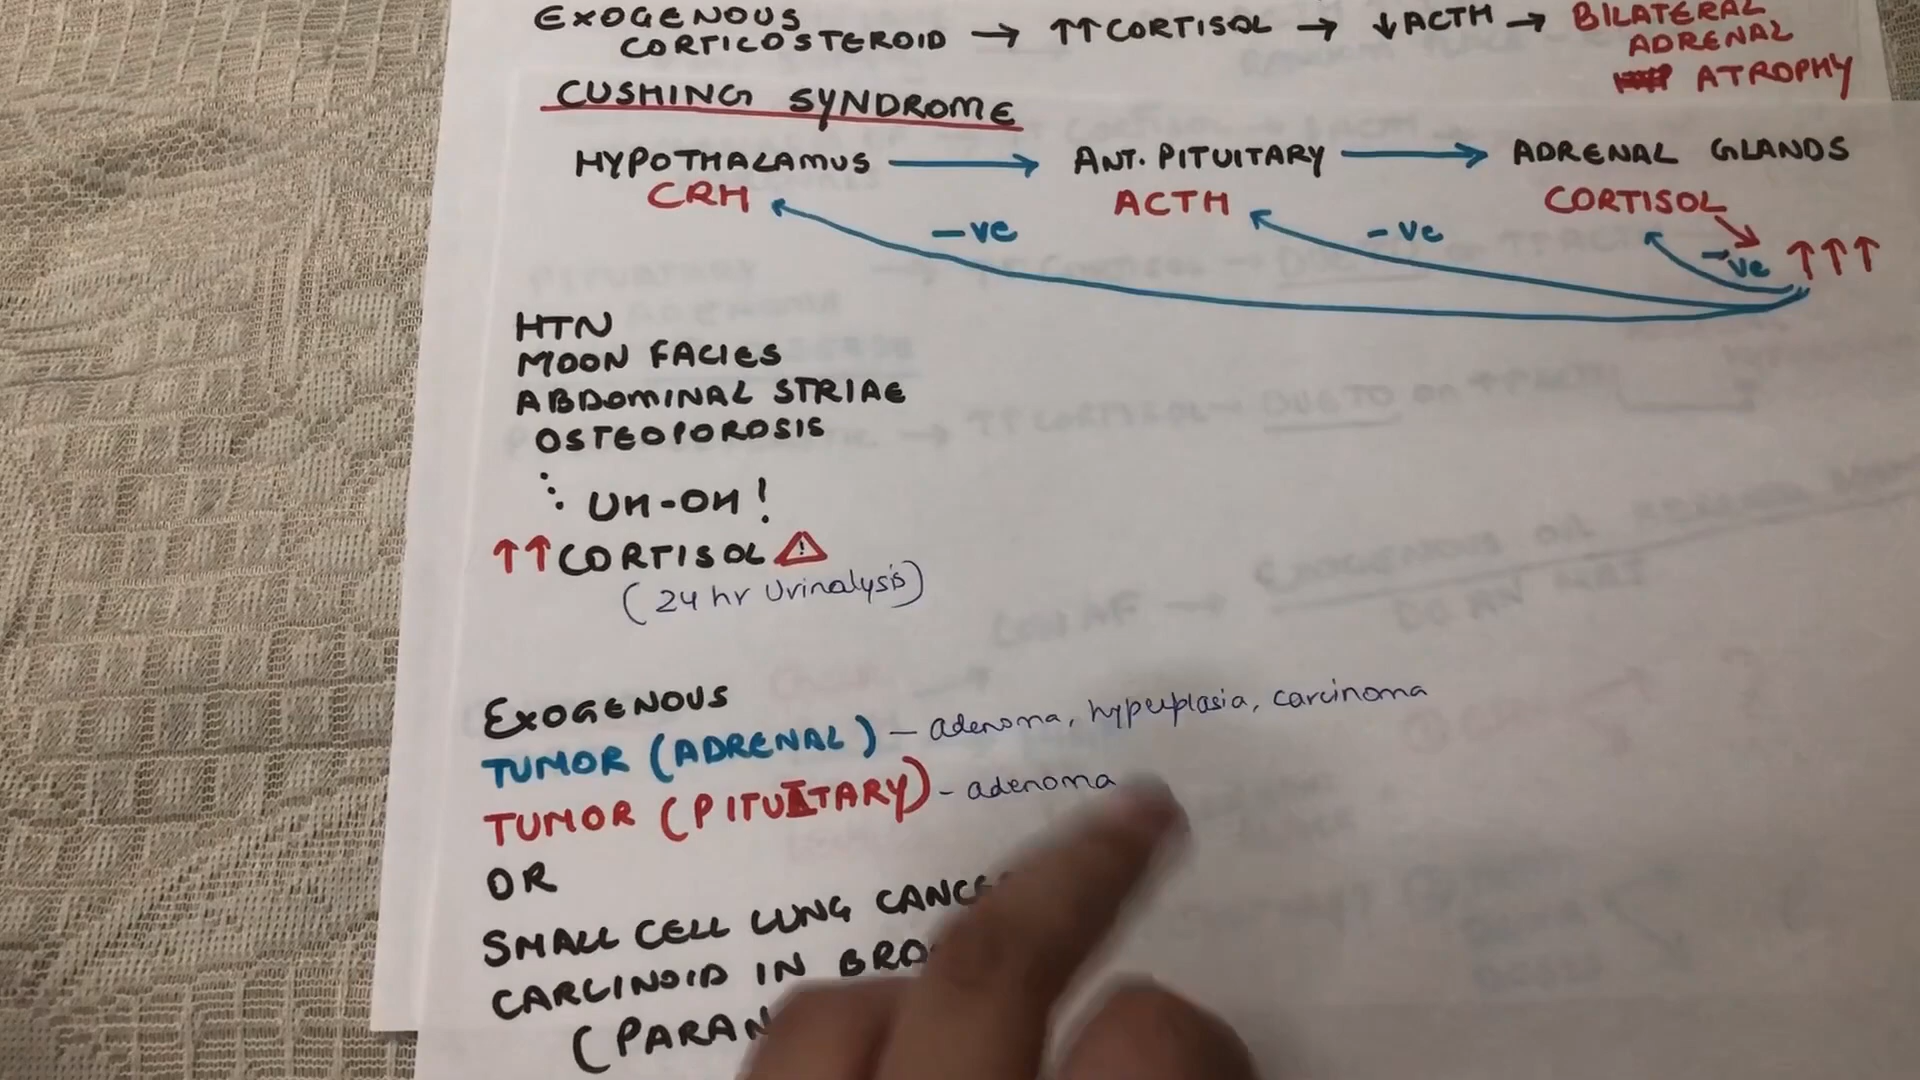 EXOGENOUS
CORTICOSTEROID → ↑↑ CORTISOL → ↓ ACTH → BILATERAL
ADRENAL
ATROPHY
CUSHING SYNDROME
HYPOTHALAMUS → ANT. PITUITARY → ADRENAL GLANDS
CRH ACTH CORTISOL
-ve -ve -ve ↑↑↑
HTN
MOON FACIES
ABDOMINAL STRIAE
OSTEOPOROSIS
UH-OH!
↑↑ CORTISOL ⚠
(24 hr Urinalysis)
EXOGENOUS
TUMOR (ADRENAL) - adenoma, hyperplasia, carcinoma
TUMOR (PITUITARY) - adenoma
OR
SMALL CELL LUNG
CARCINOID IN